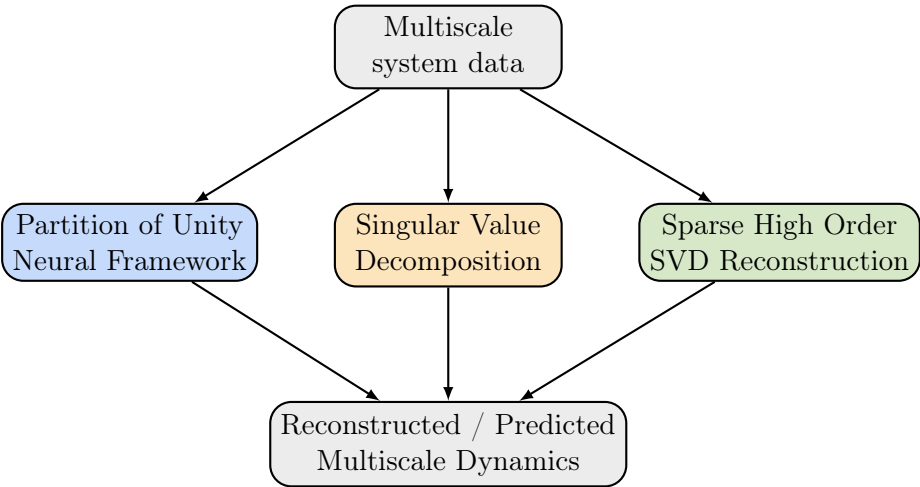 Multiscale
system data
Partition of Unity
Neural Framework
Singular Value
Decomposition
Sparse High Order
SVD Reconstruction
Reconstructed / Predicted
Multiscale Dynamics